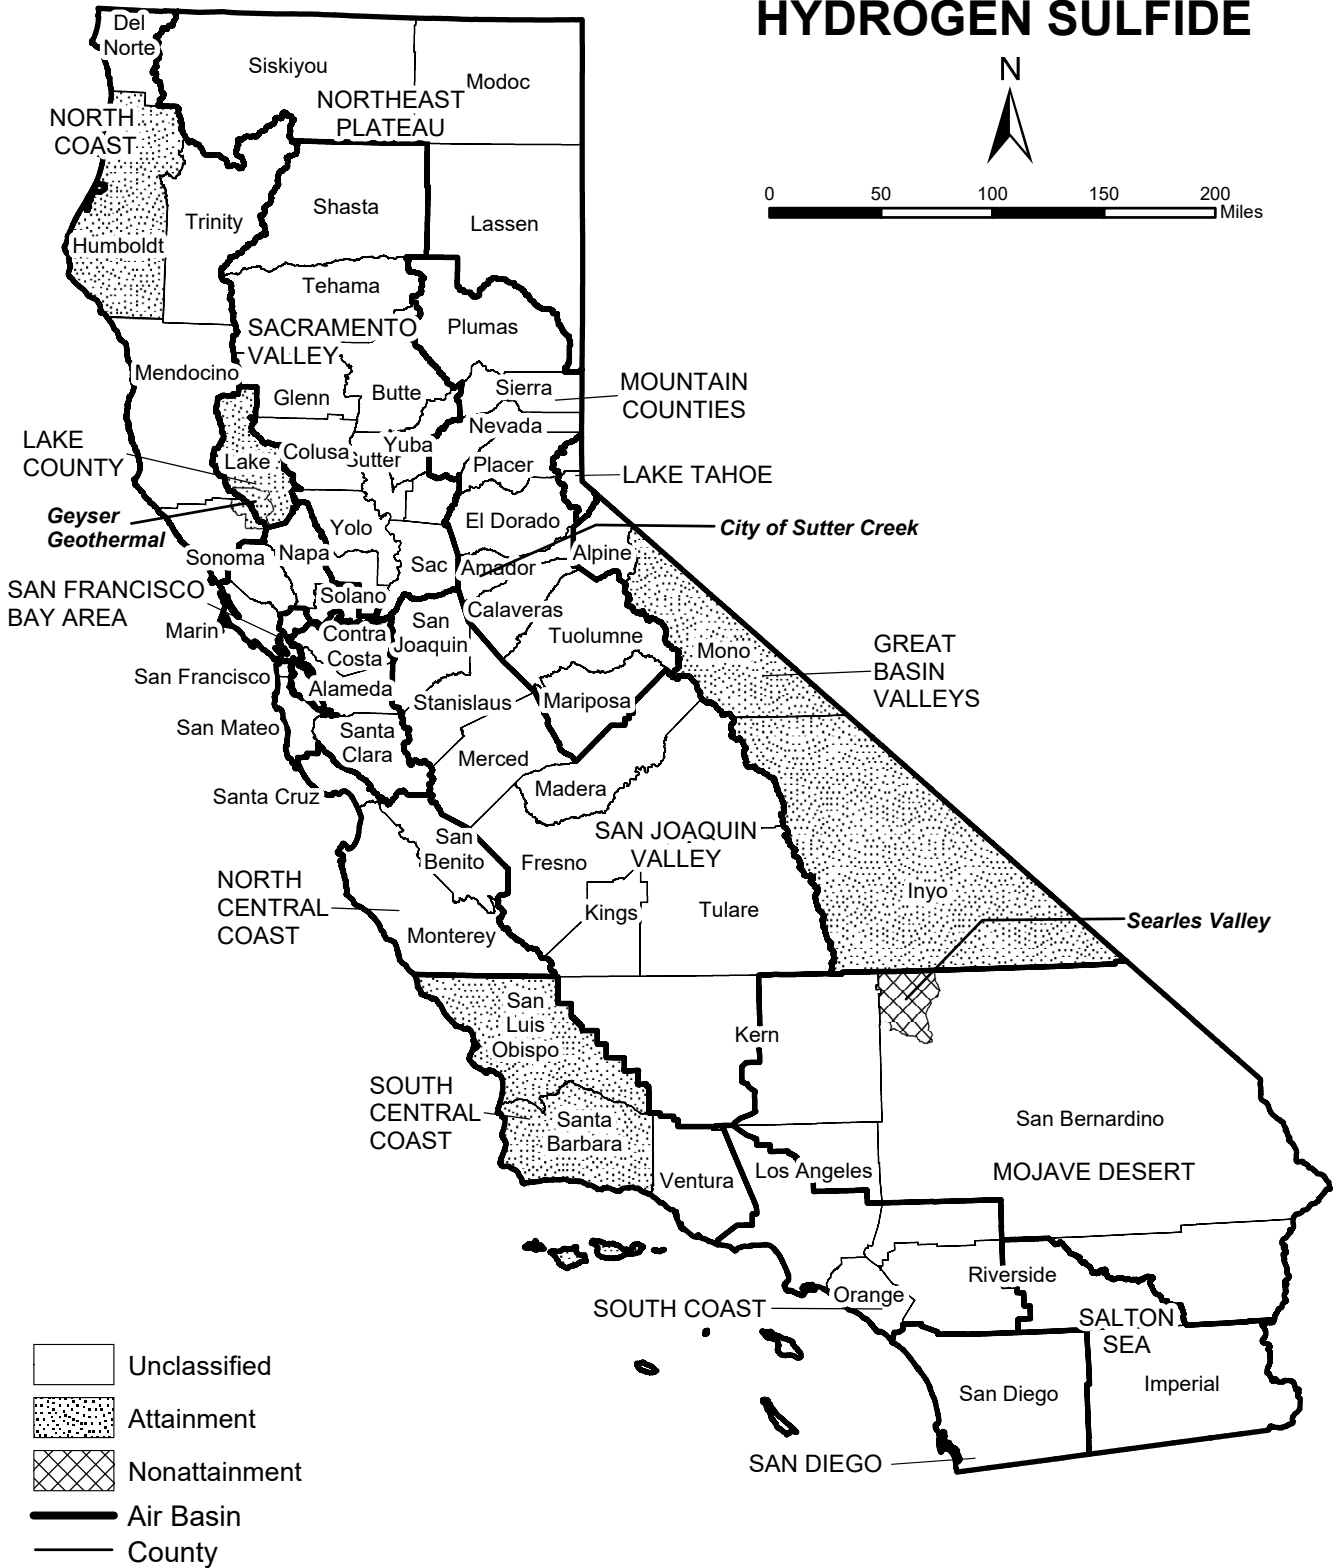 HYDROGEN SULFIDE
N
0 50 100 150 200
Miles
Del
Norte
Siskiyou
Modoc
NORTHEAST
PLATEAU
NORTH
COAST
Shasta
Trinity
Lassen
Humboldt
Tehama
SACRAMENTO
VALLEY
Plumas
Mendocino
Glenn
Butte
Sierra
MOUNTAIN
COUNTIES
Nevada
LAKE
COUNTY
Lake
Colusa
Sutter
Yuba
Placer
LAKE TAHOE
Geyser
Geothermal
Yolo
El Dorado
City of Sutter Creek
Sonoma
Napa
Sac
Amador
Alpine
SAN FRANCISCO
BAY AREA
Solano
Calaveras
Marin
Contra
Costa
San
Joaquin
Tuolumne
Mono
GREAT
BASIN
VALLEYS
San Francisco
Alameda
Stanislaus
Mariposa
San Mateo
Santa
Clara
Merced
Santa Cruz
Madera
San
Benito
SAN JOAQUIN
VALLEY
Fresno
NORTH
CENTRAL
COAST
Inyo
Kings
Tulare
Searles Valley
Monterey
San
Luis
Obispo
Kern
SOUTH
CENTRAL
COAST
Santa
Barbara
San Bernardino
Ventura
Los Angeles
MOJAVE DESERT
Riverside
Orange
SOUTH COAST
SALTON
SEA
San Diego
Imperial
SAN DIEGO
Unclassified
Attainment
Nonattainment
Air Basin
County